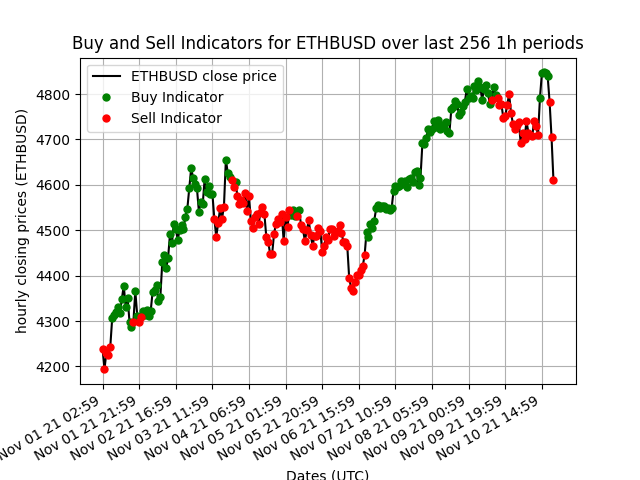 Buy and Sell Indicators for ETHBUSD over last 256 1h periods
ETHBUSD close price
Buy Indicator
Sell Indicator
hourly closing prices (ETHBUSD)
4800
4700
4600
4500
4400
4300
4200
Nov 01 21 02:59
Nov 01 21 21:59
Nov 02 21 16:59
Nov 03 21 11:59
Nov 04 21 06:59
Nov 05 21 01:59
Nov 05 21 20:59
Nov 06 21 15:59
Nov 07 21 10:59
Nov 08 21 05:59
Nov 09 21 00:59
Nov 09 21 19:59
Nov 10 21 14:59
Dates (UTC)